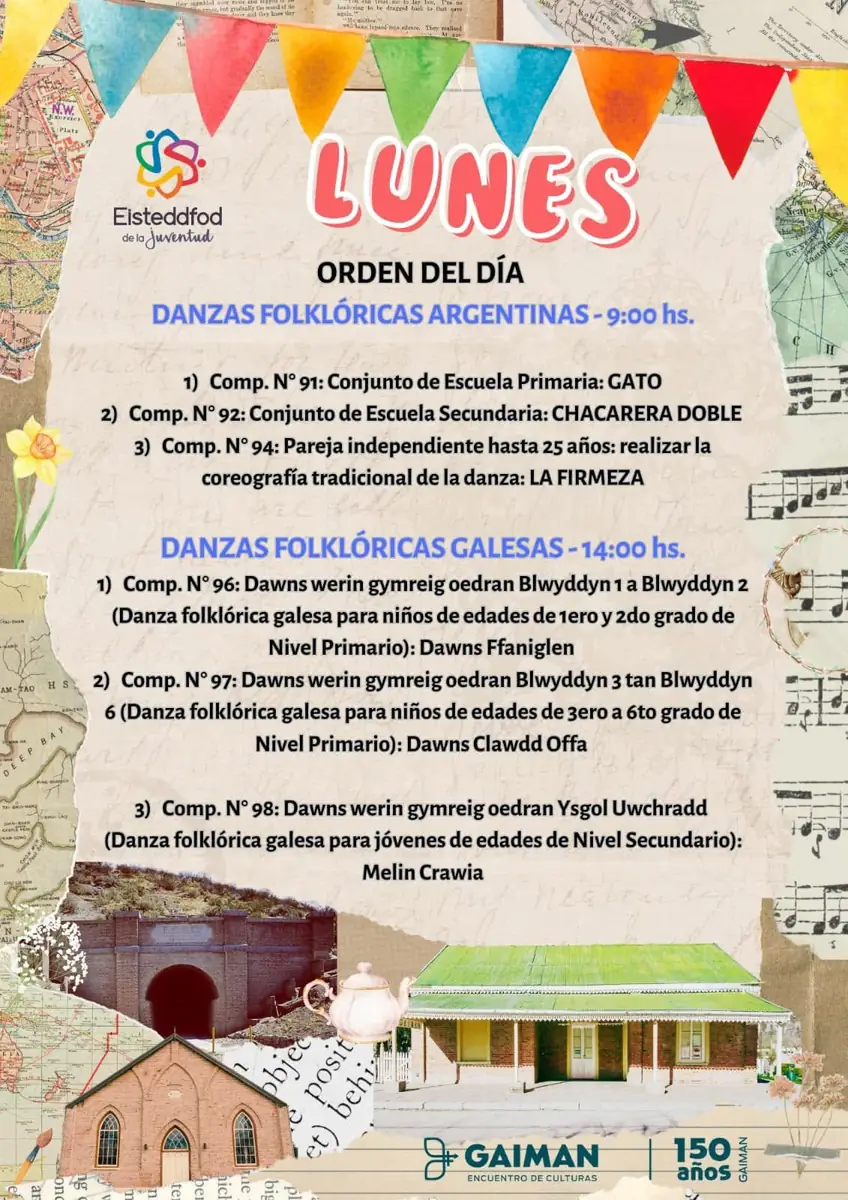 Eisteddfod
de la Juventud
LUNES
ORDEN DEL DÍA
DANZAS FOLKLÓRICAS ARGENTINAS - 9:00 hs.
1) Comp. N° 91: Conjunto de Escuela Primaria: GATO
2) Comp. N° 92: Conjunto de Escuela Secundaria: CHACARERA DOBLE
3) Comp. N° 94: Pareja independiente hasta 25 años: realizar la
coreografía tradicional de la danza: LA FIRMEZA
DANZAS FOLKLÓRICAS GALESAS - 14:00 hs.
1) Comp. N° 96: Dawns werin gymreig oedran Blwyddyn 1 a Blwyddyn 2
(Danza folklórica galesa para niños de edades de 1ero y 2do grado de
Nivel Primario): Dawns Ffaniglen
2) Comp. N° 97: Dawns werin gymreig oedran Blwyddyn 3 tan Blwyddyn
6 (Danza folklórica galesa para niños de edades de 3ero a 6to grado de
Nivel Primario): Dawns Clawdd Offa
3) Comp. N° 98: Dawns werin gymreig oedran Ysgol Uwchradd
(Danza folklórica galesa para jóvenes de edades de Nivel Secundario):
Melin Crawia
N.W.
DEEP BAY
objec
e posit
et) behi
GAIMAN
ENCUENTRO DE CULTURAS
150
años
GAIMAN